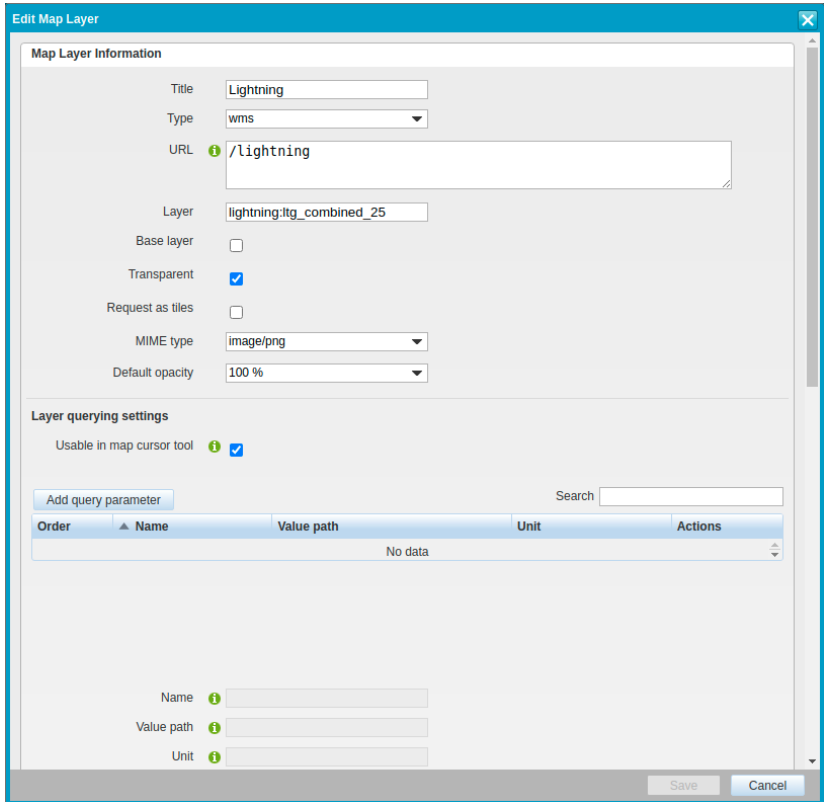 Edit Map Layer
Map Layer Information
Title Lightning
Type wms
URL /lightning
Layer lightning:ltg_combined_25
Base layer
Transparent
Request as tiles
MIME type image/png
Default opacity 100 %
Layer querying settings
Usable in map cursor tool
Add query parameter Search
Order Name Value path Unit Actions
No data
Name
Value path
Unit
Save Cancel